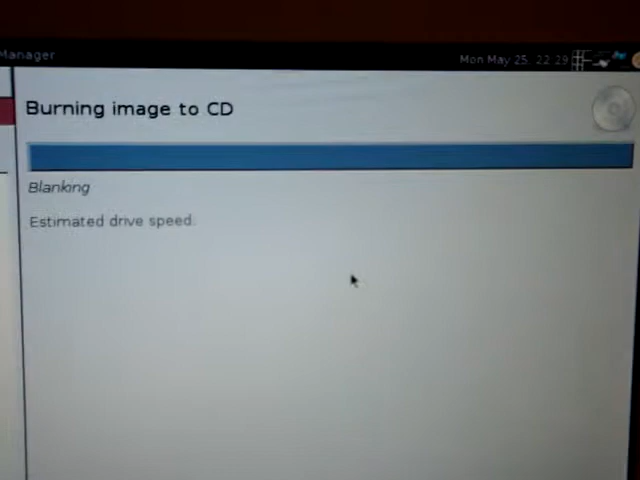 Manager
Mon May 25, 22:29
Burning image to CD
Blanking
Estimated drive speed.